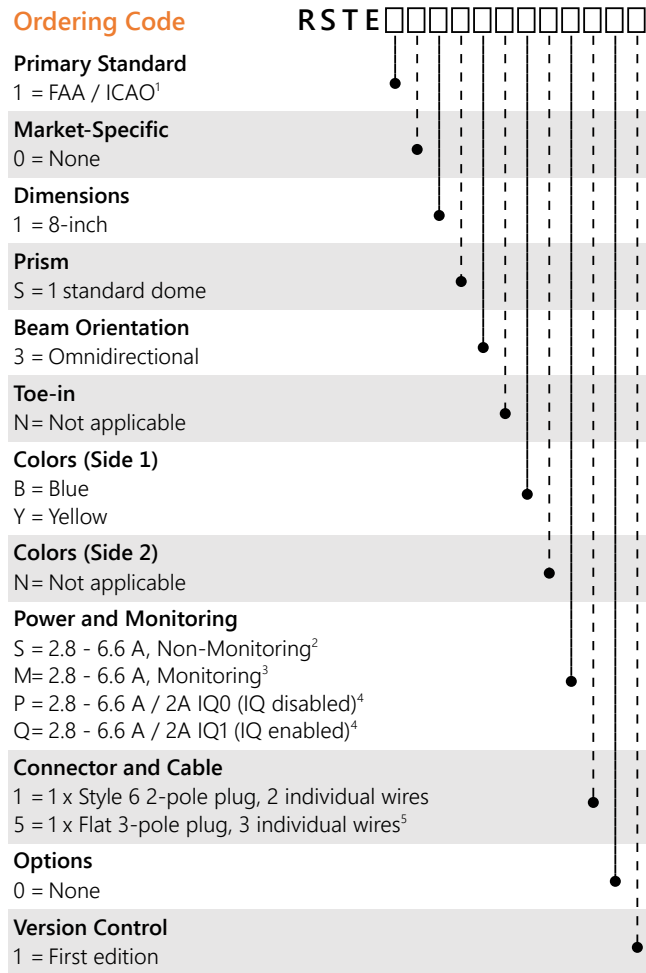 Ordering Code RSTE□□□□□□□□□□□□
Primary Standard
1 = FAA / ICAO¹
Market-Specific
0 = None
Dimensions
1 = 8-inch
Prism
S = 1 standard dome
Beam Orientation
3 = Omnidirectional
Toe-in
N= Not applicable
Colors (Side 1)
B = Blue
Y = Yellow
Colors (Side 2)
N= Not applicable
Power and Monitoring
S = 2.8 - 6.6 A, Non-Monitoring²
M= 2.8 - 6.6 A, Monitoring³
P = 2.8 - 6.6 A / 2A IQ0 (IQ disabled)⁴
Q= 2.8 - 6.6 A / 2A IQ1 (IQ enabled)⁴
Connector and Cable
1 = 1 x Style 6 2-pole plug, 2 individual wires
5 = 1 x Flat 3-pole plug, 3 individual wires⁵
Options
0 = None
Version Control
1 = First edition